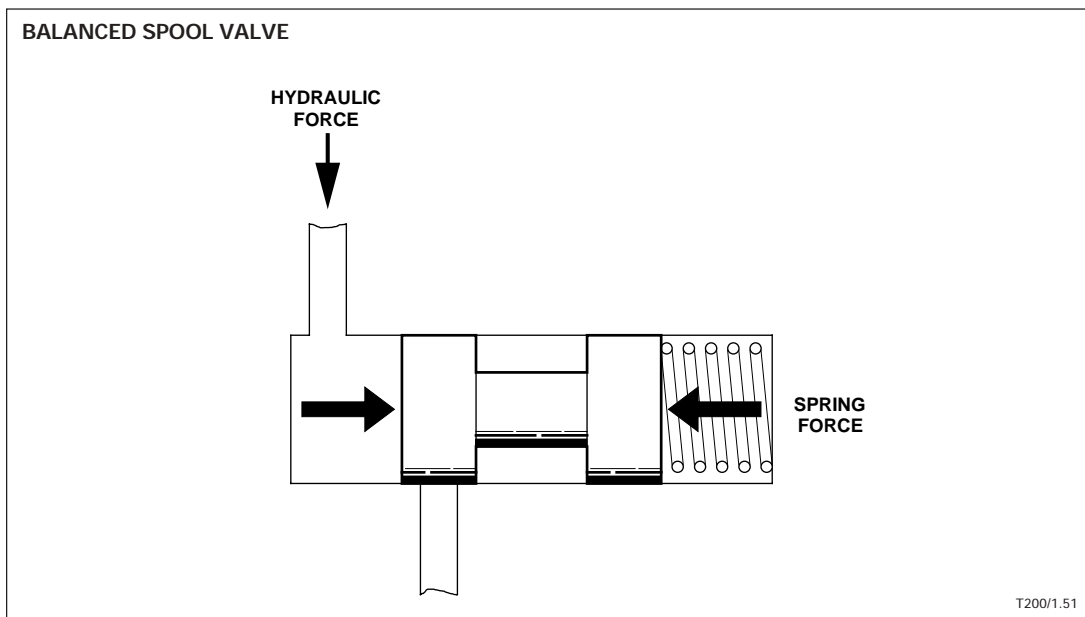 BALANCED SPOOL VALVE
HYDRAULIC
FORCE
SPRING
FORCE
T200/1.51